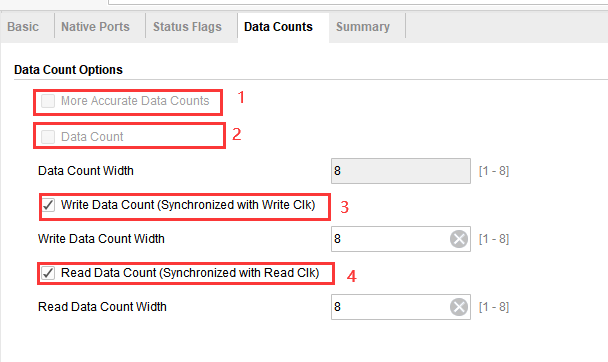 Basic Native Ports Status Flags Data Counts Summary
Data Count Options
More Accurate Data Counts 1
Data Count 2
Data Count Width 8 [1 - 8]
Write Data Count (Synchronized with Write Clk) 3
Write Data Count Width 8 [1 - 8]
Read Data Count (Synchronized with Read Clk) 4
Read Data Count Width 8 [1 - 8]